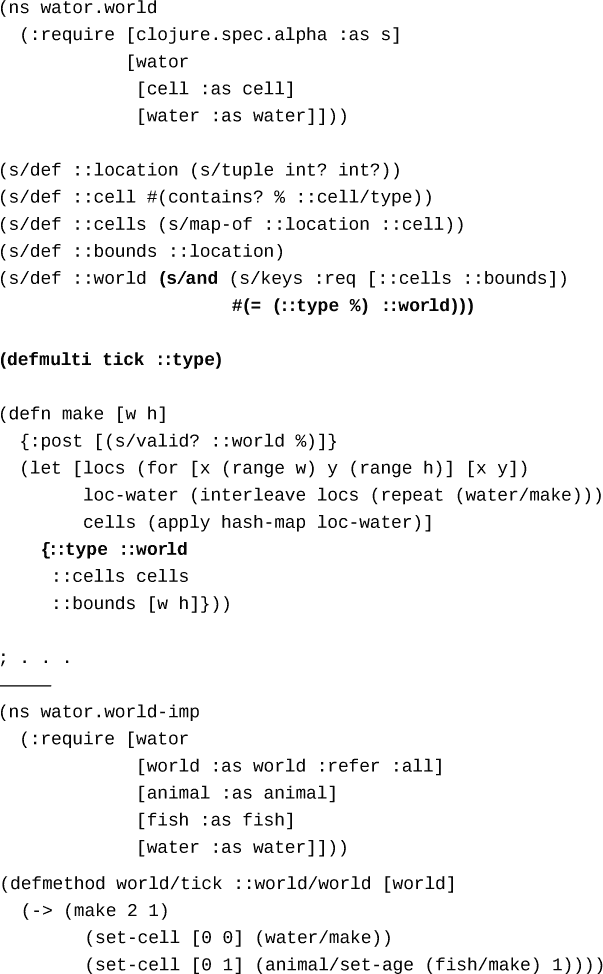 (ns wator.world
  (:require [clojure.spec.alpha :as s]
            [wator
             [cell :as cell]
             [water :as water]]))

(s/def ::location (s/tuple int? int?))
(s/def ::cell #(contains? % ::cell/type))
(s/def ::cells (s/map-of ::location ::cell))
(s/def ::bounds ::location)
(s/def ::world (s/and (s/keys :req [::cells ::bounds])
                      #(= (::type %) ::world)))

(defmulti tick ::type)

(defn make [w h]
  {:post [(s/valid? ::world %)]}
  (let [locs (for [x (range w) y (range h)] [x y])
        loc-water (interleave locs (repeat (water/make)))
        cells (apply hash-map loc-water)]
    {::type ::world
     ::cells cells
     ::bounds [w h]}))

; . . .
———
(ns wator.world-imp
  (:require [wator
             [world :as world :refer :all]
             [animal :as animal]
             [fish :as fish]
             [water :as water]]))
(defmethod world/tick ::world/world [world]
  (-> (make 2 1)
        (set-cell [0 0] (water/make))
        (set-cell [0 1] (animal/set-age (fish/make) 1))))